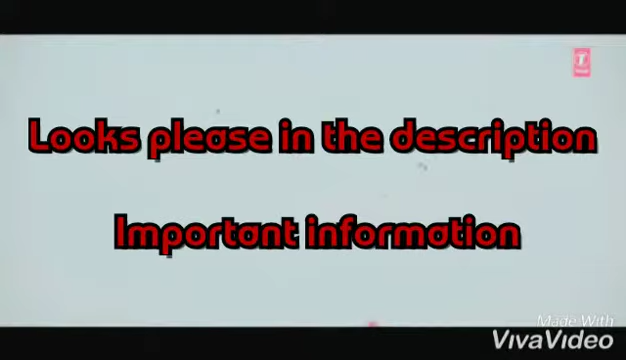 T
Looks please in the description
Important information
Made With
VivaVideo